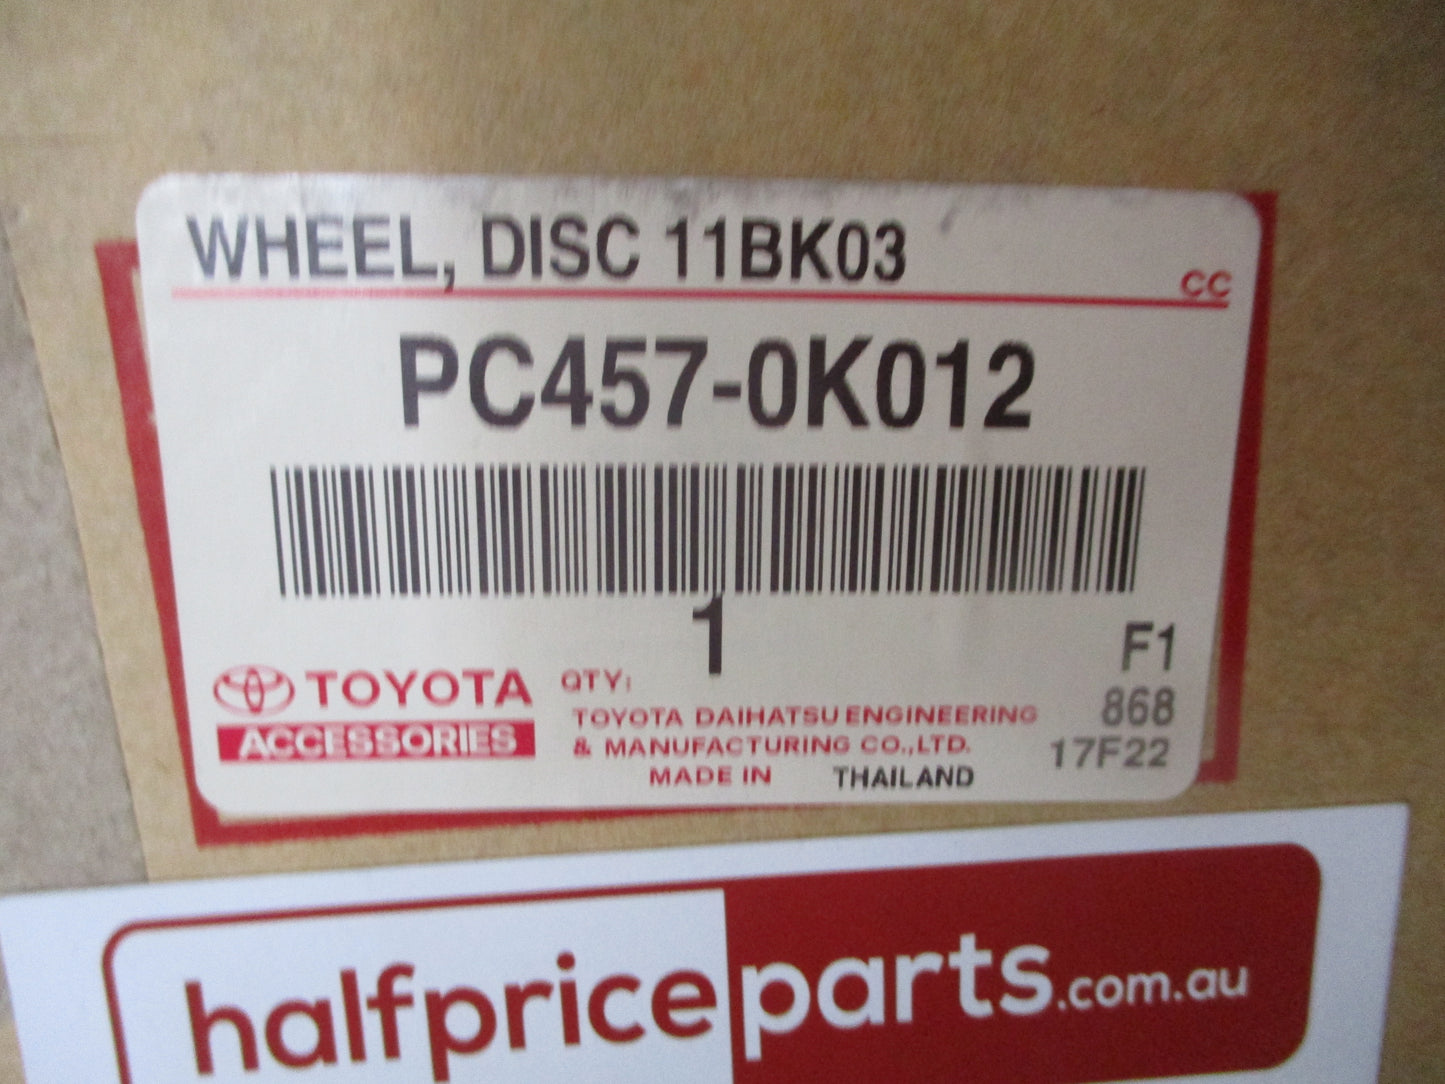 WHEEL, DISC 11BK03
CC
PC457-0K012
1
F1
TOYOTA
QTY:
868
ACCESSORIES
TOYOTA DAIHATSU ENGINEERING
& MANUFACTURING CO.,LTD.
17F22
MADE IN THAILAND
halfpriceparts.com.au